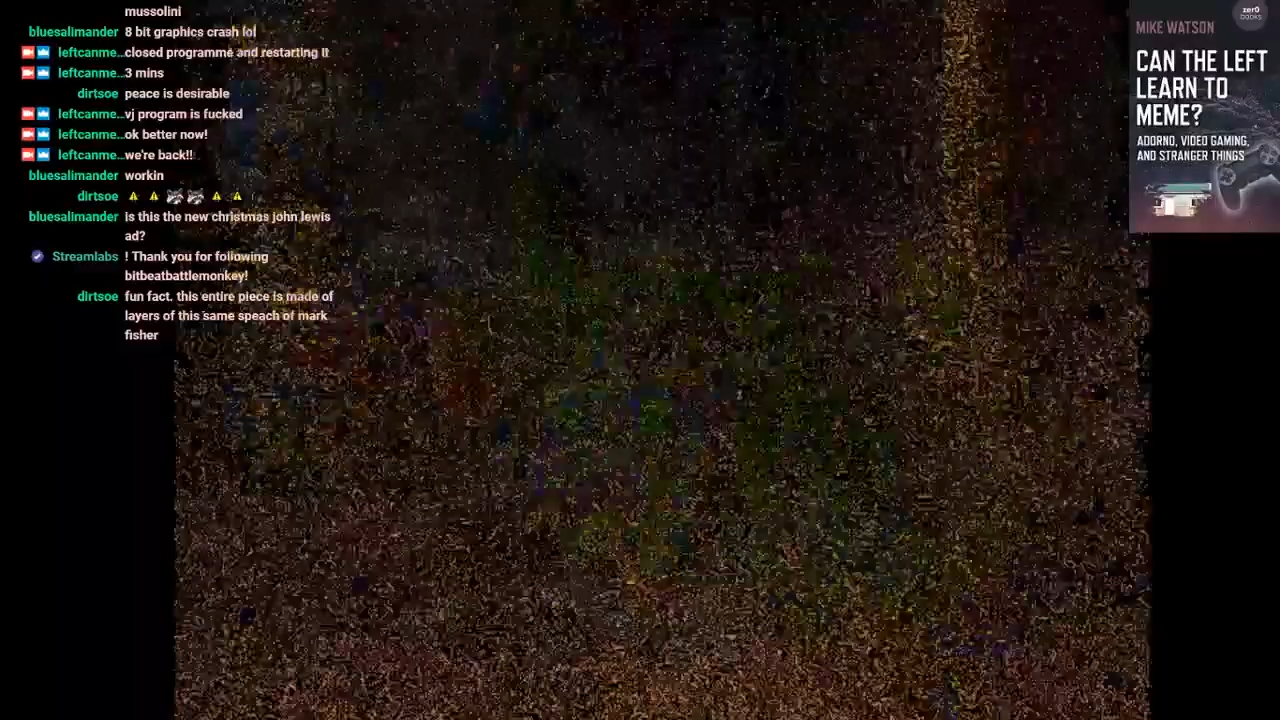 mussolini
bluesalimander 8 bit graphics crash lol
leftcanme... closed programme and restarting it
leftcanme... 3 mins
dirtsoe peace is desirable
leftcanme... vj program is fucked
leftcanme... ok better now!
leftcanme... we're back!!
bluesalimander workin
dirtsoe
bluesalimander is this the new christmas john lewis
ad?
Streamlabs ! Thank you for following
bitbeatbattlemonkey!
dirtsoe fun fact. this entire piece is made of
layers of this same speach of mark
fisher
zer0
books
MIKE WATSON
CAN THE LEFT
LEARN TO
MEME?
ADORNO, VIDEO GAMING,
AND STRANGER THINGS